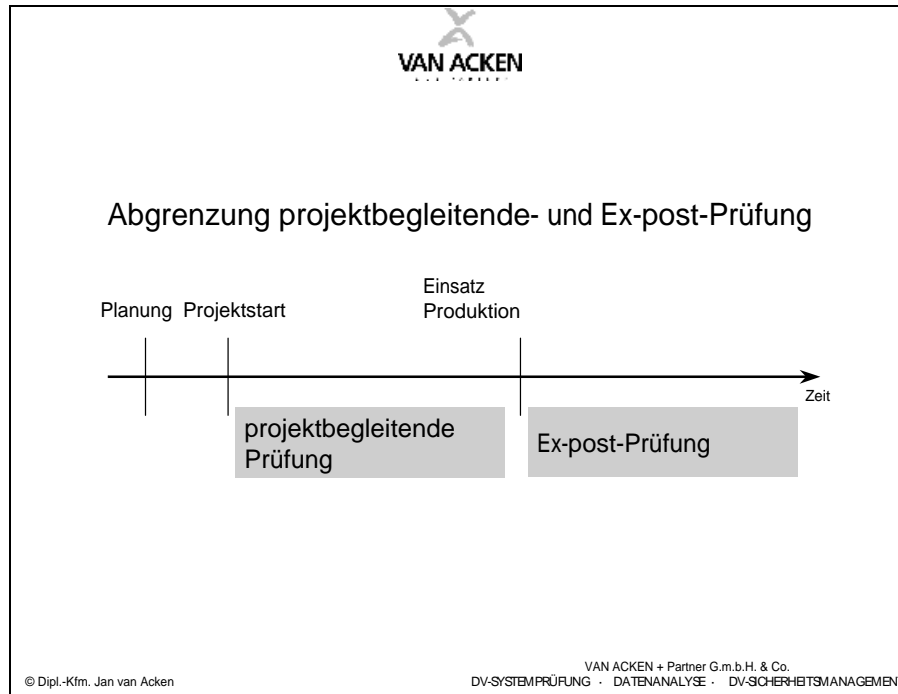 VAN ACKEN
Abgrenzung projektbegleitende- und Ex-post-Prüfung
Planung Projektstart
Einsatz
Produktion
Zeit
projektbegleitende
Prüfung
Ex-post-Prüfung
© Dipl.-Kfm. Jan van Acken
VAN ACKEN + Partner G.m.b.H. & Co.
DV-SYSTEMPRÜFUNG · DATENANALYSE · DV-SICHERHEITSMANAGEMEN